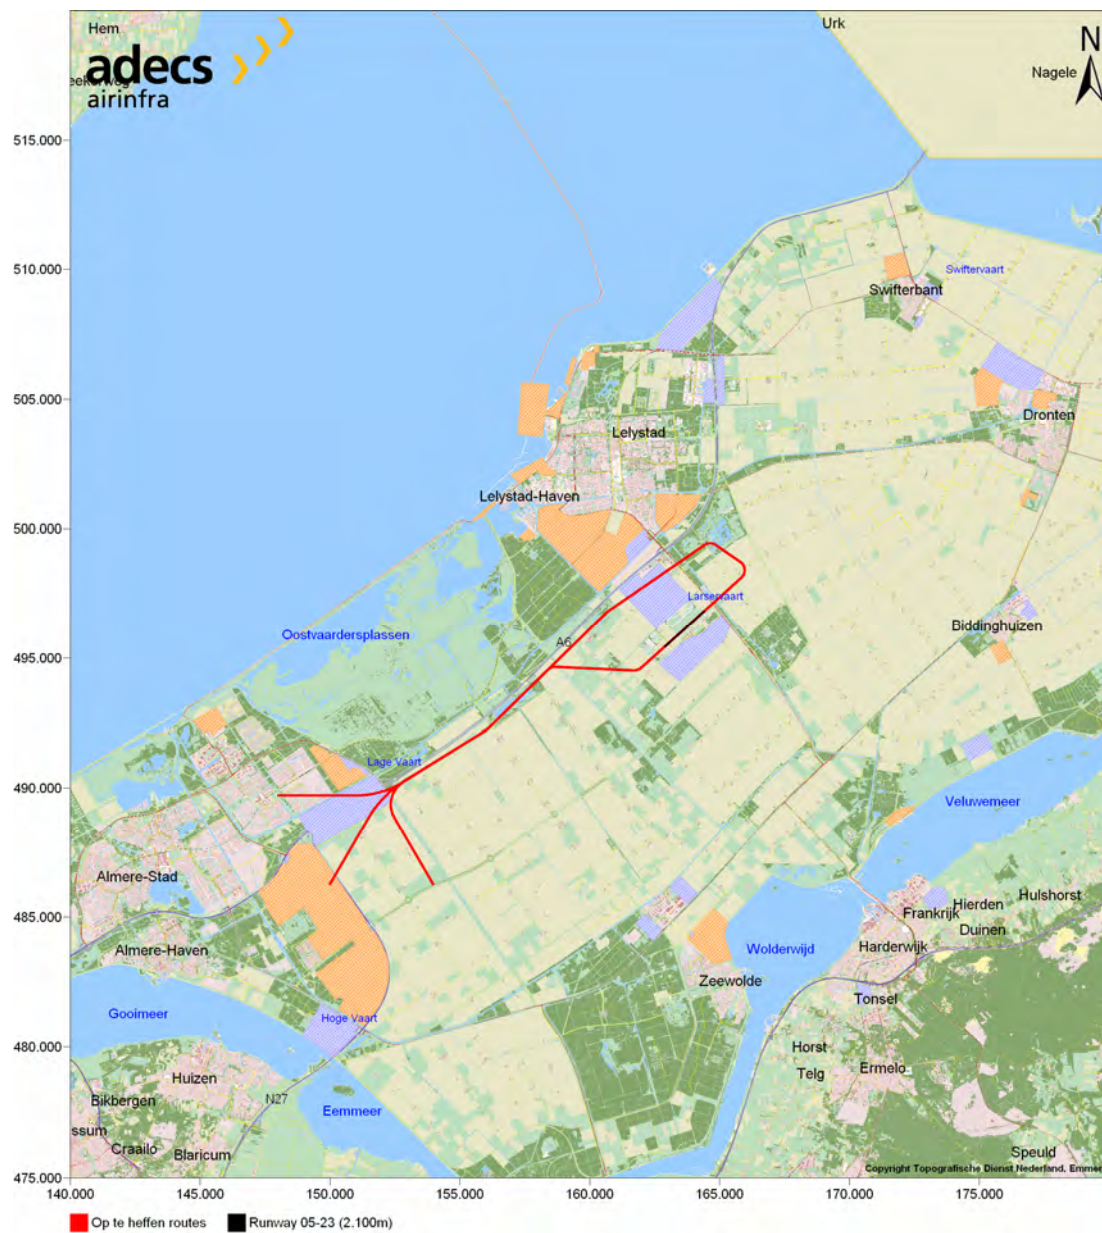 Hem
Urk
N
adecs
airinfra
Nagele
515.000
510.000
505.000
500.000
495.000
490.000
485.000
480.000
475.000
Swiftervaart
Swifterbant
Dronten
Lelystad
Lelystad-Haven
Larservaart
Biddinghuizen
Oostvaardersplassen
A6
Lage Vaart
Veluwemeer
Almere-Stad
Hulshorst
Hierden
Frankrijk
Duinen
Almere-Haven
Wolderwijd
Harderwijk
Zeewolde
Tonsel
Gooimeer
Hoge Vaart
Horst
Telg
Ermelo
Huizen
Bikbergen
N27
Eemmeer
ssum
Craailo
Blaricum
Speuld
Copyright Topografische Dienst Nederland, Emmer
140.000 145.000 150.000 155.000 160.000 165.000 170.000 175.000
Op te heffen routes Runway 05-23 (2.100m)